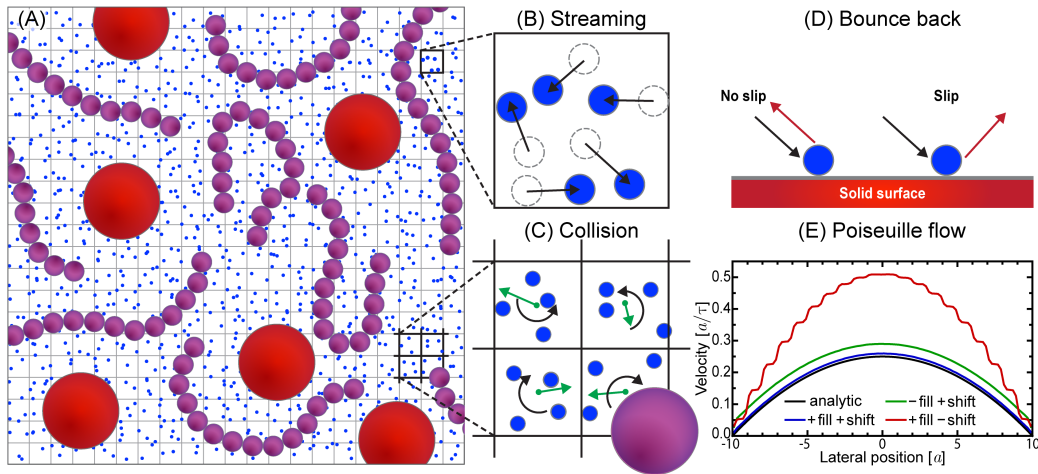 (A)
(B) Streaming
(C) Collision
(D) Bounce back
No slip
Slip
Solid surface
(E) Poiseuille flow
Velocity [a/τ]
0.5
0.4
0.3
0.2
0.1
0.0
analytic
− fill + shift
+ fill + shift
+ fill − shift
-10 -5 0 5 10
Lateral position [a]